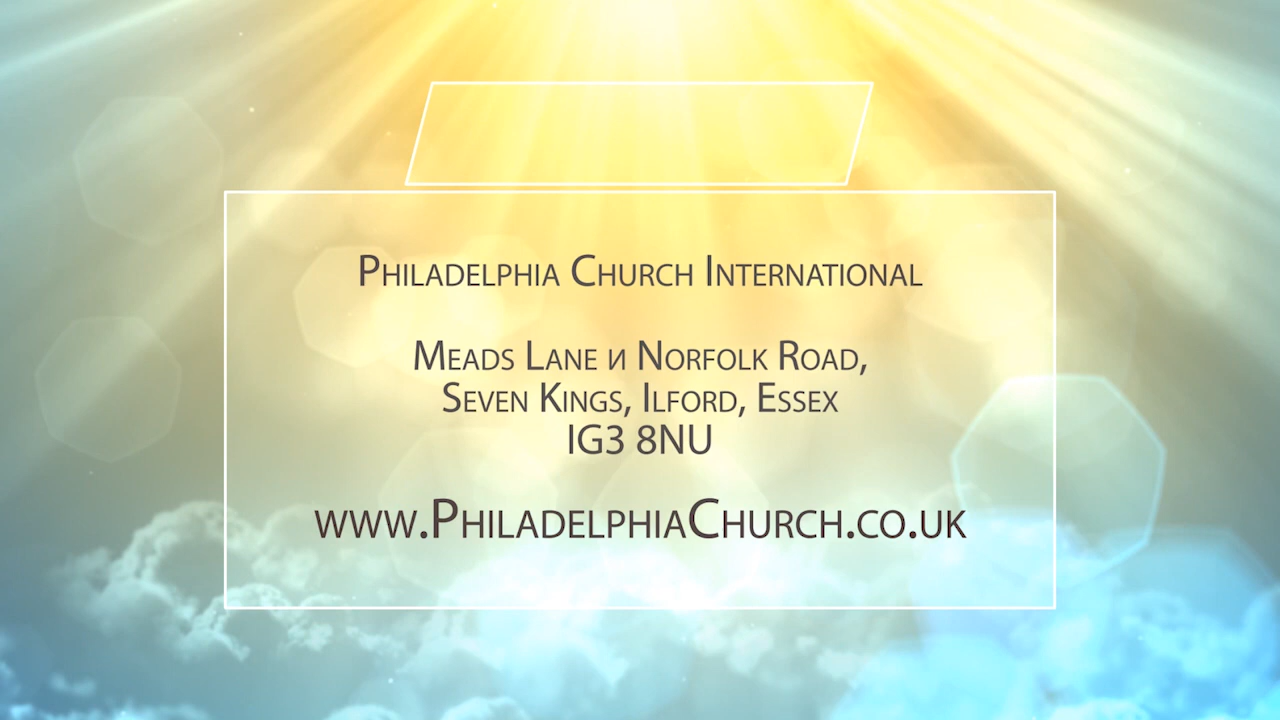 Philadelphia Church International
Meads Lane и Norfolk Road,
Seven Kings, Ilford, Essex
IG3 8NU
www.PhiladelphiaChurch.co.uk